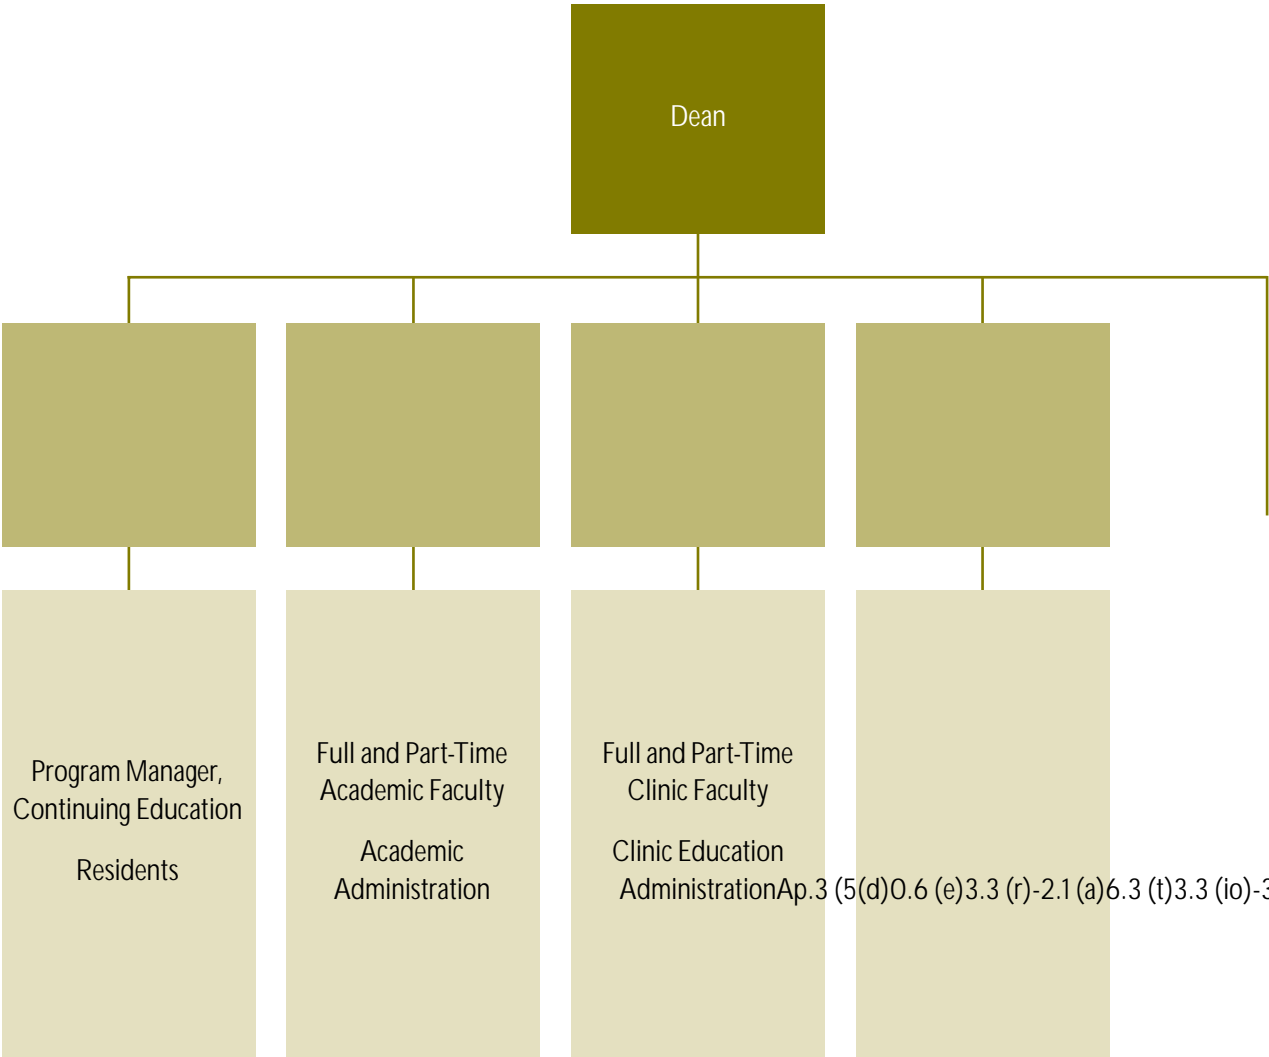 Dean
Program Manager,
Continuing Education
Residents
Full and Part-Time
Academic Faculty
Academic
Administration
Full and Part-Time
Clinic Faculty
Clinic Education
AdministrationAp.3 (5(d)0.6 (e)3.3 (r)-2.1 (a)6.3 (t)3.3 (io)-3